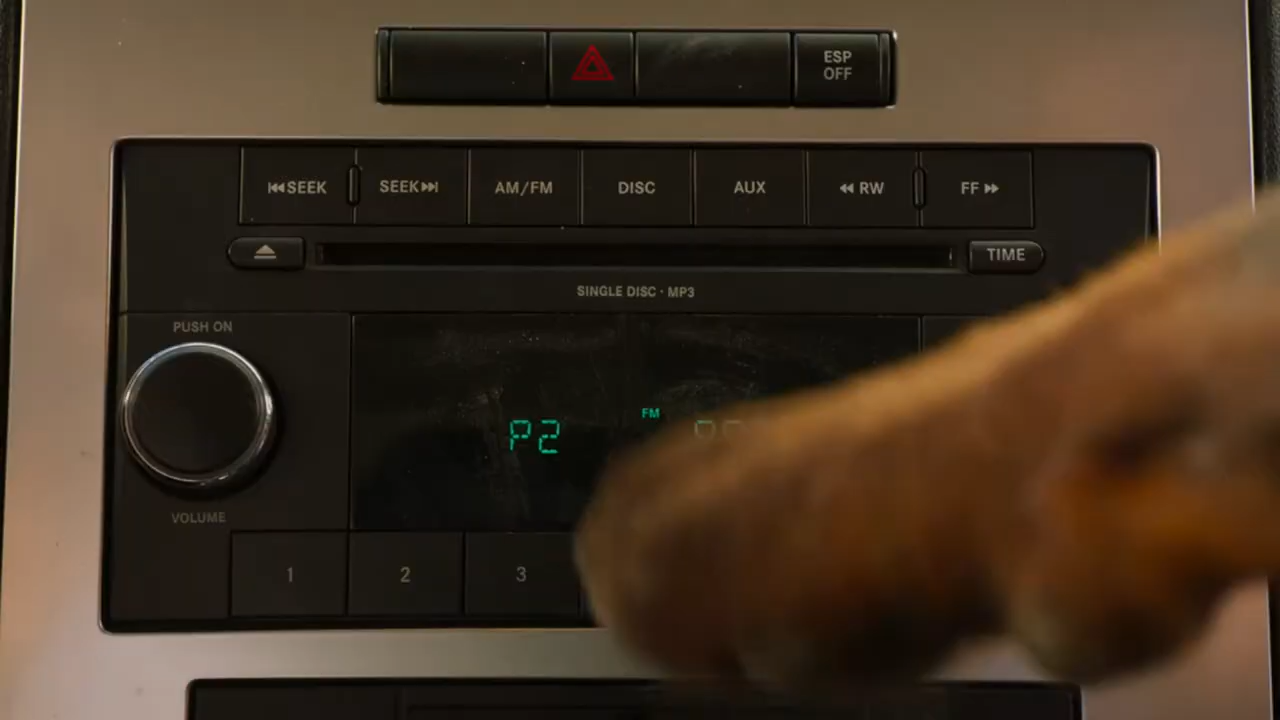 ESP
OFF
SEEK
SEEK
AM/FM
DISC
AUX
RW
FF
TIME
SINGLE DISC · MP3
PUSH ON
FM
P2
VOLUME
1
2
3